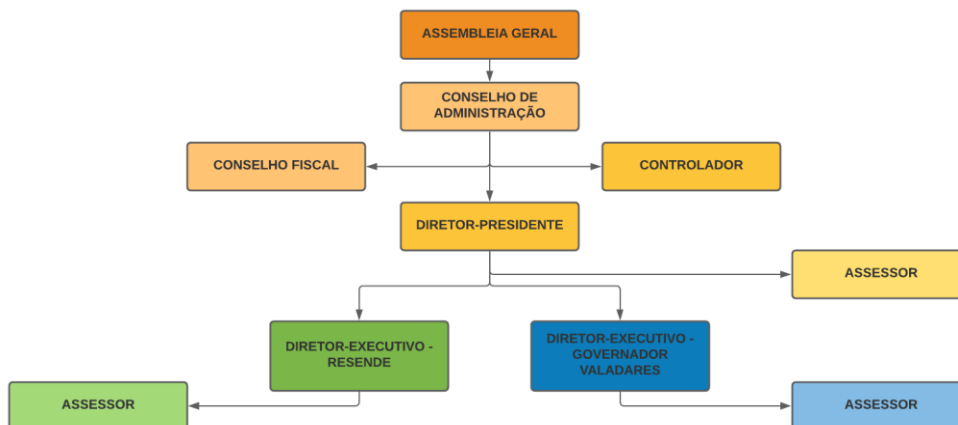 ASSEMBLEIA GERAL
CONSELHO DE
ADMINISTRAÇÃO
CONSELHO FISCAL
CONTROLADOR
DIRETOR-PRESIDENTE
ASSESSOR
DIRETOR-EXECUTIVO -
RESENDE
DIRETOR-EXECUTIVO -
GOVERNADOR
VALADARES
ASSESSOR
ASSESSOR